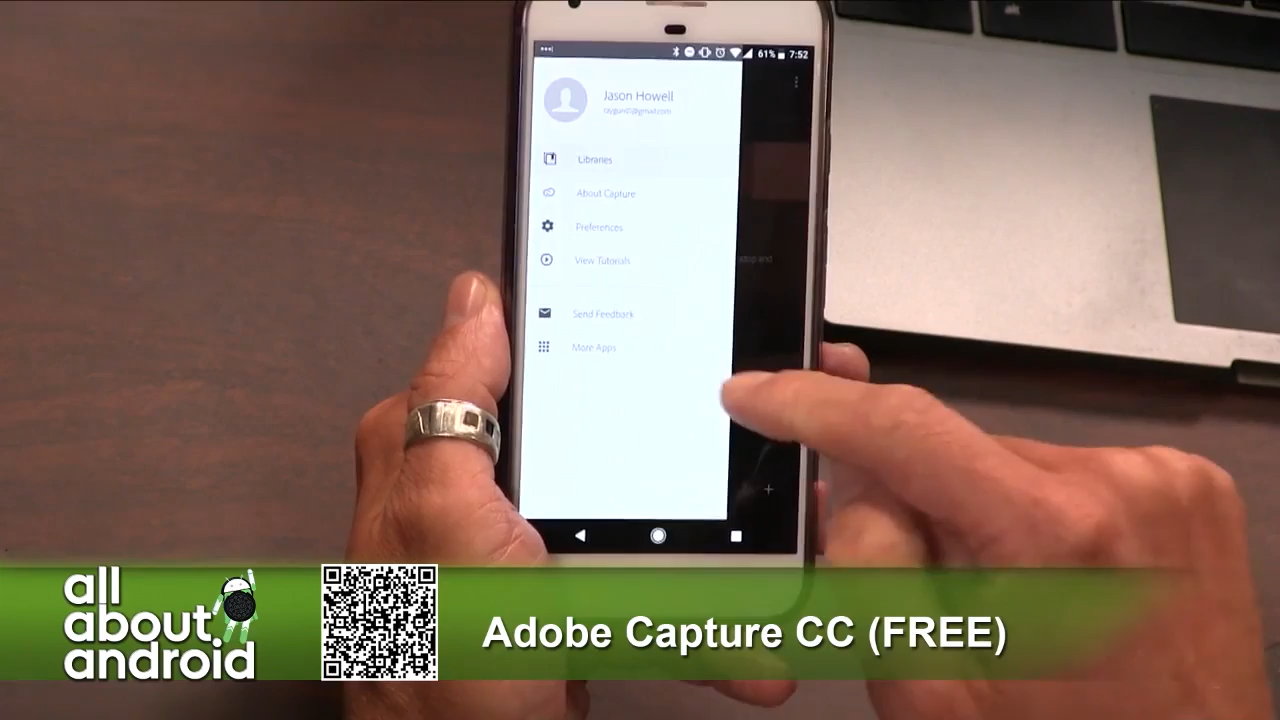 61% 7:52
Jason Howell
Libraries
About Capture
Preferences
View Tutorials
Send Feedback
More Apps
all
about
android
Adobe Capture CC (FREE)